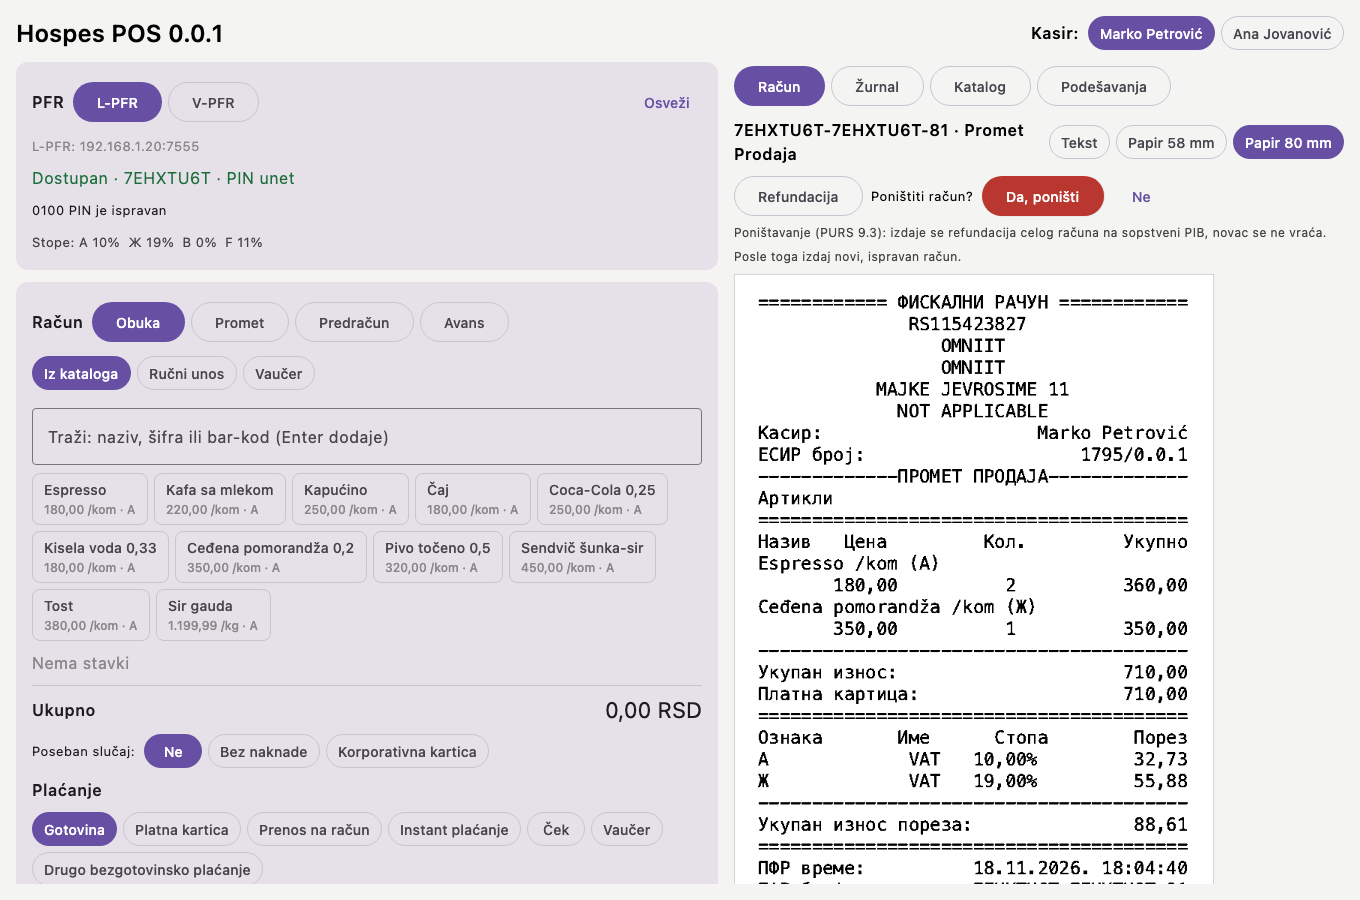 Hospes POS 0.0.1
Kasir: Marko Petrović Ana Jovanović
PFR L-PFR V-PFR Osveži
L-PFR: 192.168.1.20:7555
Dostupan · 7EHXTU6T · PIN unet
0100 PIN je ispravan
Stope: A 10% Ж 19% B 0% F 11%
Račun Obuka Promet Predračun Avans
Iz kataloga Ručni unos Vaučer
Traži: naziv, šifra ili bar-kod (Enter dodaje)
Espresso Kafa sa mlekom Kapućino Čaj Coca-Cola 0,25
180,00 /kom · A 220,00 /kom · A 250,00 /kom · A 180,00 /kom · A 250,00 /kom · A
Kisela voda 0,33 Ceđena pomorandža 0,2 Pivo točeno 0,5 Sendvič šunka-sir
180,00 /kom · A 350,00 /kom · A 320,00 /kom · A 450,00 /kom · A
Tost Sir gauda
380,00 /kom · A 1.199,99 /kg · A
Nema stavki
Ukupno 0,00 RSD
Poseban slučaj: Ne Bez naknade Korporativna kartica
Plaćanje
Gotovina Platna kartica Prenos na račun Instant plaćanje Ček Vaučer
Drugo bezgotovinsko plaćanje
Račun Žurnal Katalog Podešavanja
7EHXTU6T-7EHXTU6T-81 · Promet
Prodaja
Tekst Papir 58 mm Papir 80 mm
Refundacija Poništiti račun? Da, poništi Ne
Poništavanje (PURS 9.3): izdaje se refundacija celog računa na sopstveni PIB, novac se ne vraća.
Posle toga izdaj novi, ispravan račun.
============ ФИСКАЛНИ РАЧУН ============
RS115423827
OMNIIT
OMNIIT
MAJKE JEVROSIME 11
NOT APPLICABLE
Касир: Marko Petrović
ЕСИР број: 1795/0.0.1
-------------ПРОМЕТ ПРОДАЈА-------------
Артикли
========================================
Назив Цена Кол. Укупно
Espresso /kom (А)
180,00 2 360,00
Ceđena pomorandža /kom (Ж)
350,00 1 350,00
----------------------------------------
Укупан износ: 710,00
Платна картица: 710,00
========================================
Ознака Име Стопа Порез
А VAT 10,00% 32,73
Ж VAT 19,00% 55,88
----------------------------------------
Укупан износ пореза: 88,61
========================================
ПФР време: 18.11.2026. 18:04:40